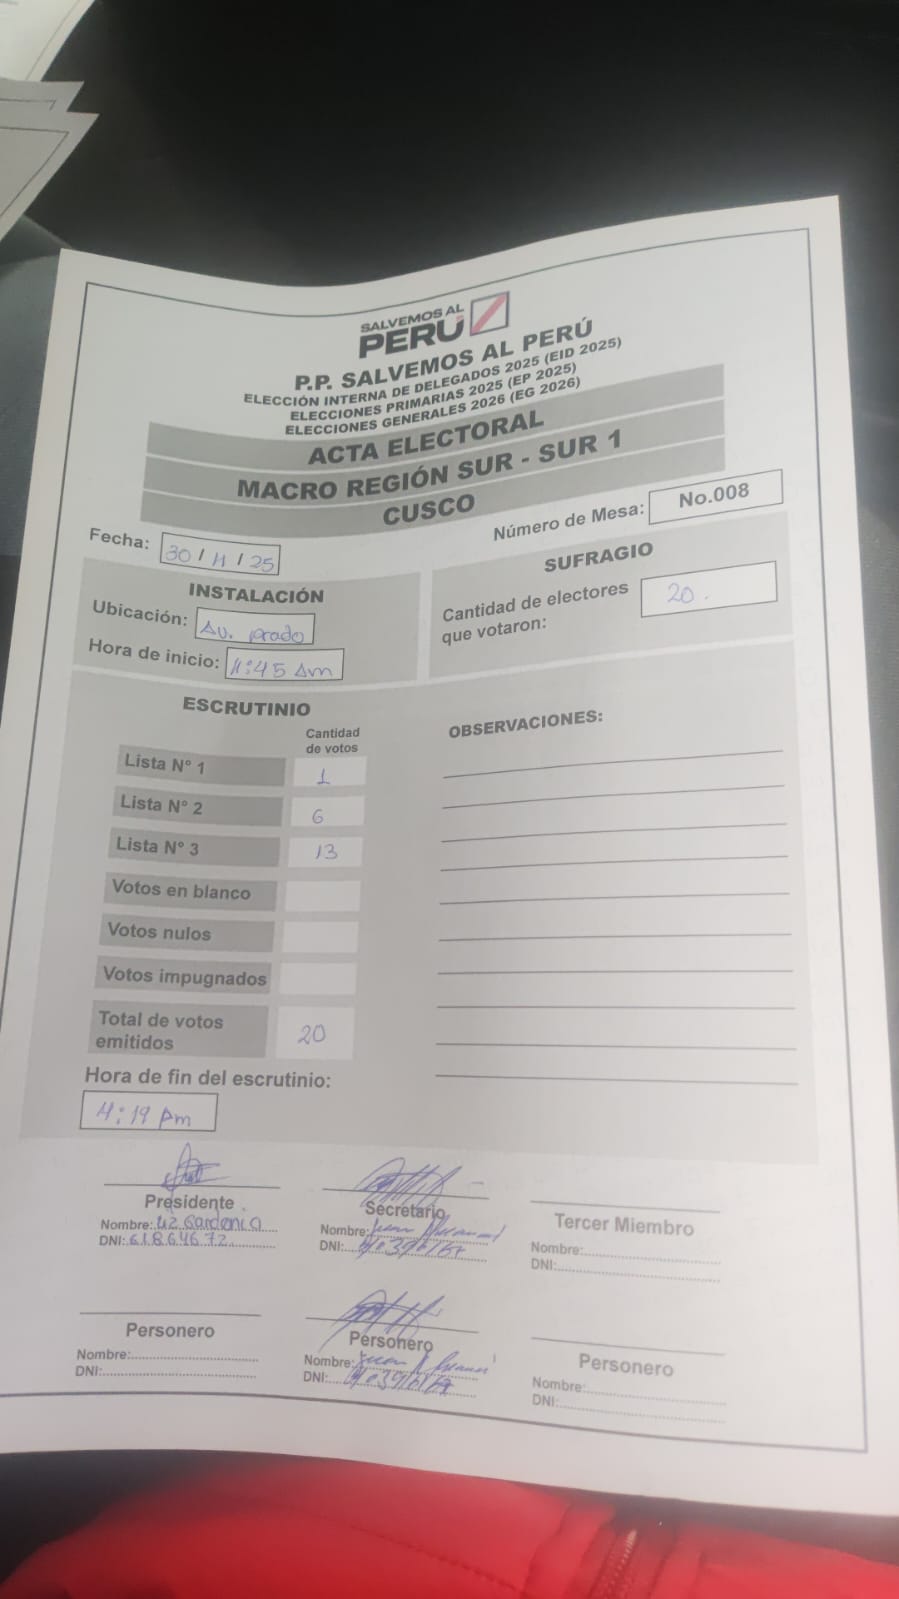 SALVEMOS AL
PERÚ
P.P. SALVEMOS AL PERÚ
ELECCIÓN INTERNA DE DELEGADOS 2025 (EID 2025)
ELECCIONES PRIMARIAS 2025 (EP 2025)
ELECCIONES GENERALES 2026 (EG 2026)
ACTA ELECTORAL
MACRO REGIÓN SUR - SUR 1
CUSCO
Fecha: 30 / 11 / 25
Número de Mesa: No.008
INSTALACIÓN
Ubicación: Av. prado
Hora de inicio: 11:45 Am
SUFRAGIO
Cantidad de electores
que votaron: 20.
ESCRUTINIO
Cantidad
de votos
Lista N° 1 1
Lista N° 2 6
Lista N° 3 13
Votos en blanco
Votos nulos
Votos impugnados
Total de votos
emitidos 20
Hora de fin del escrutinio:
4:19 pm
OBSERVACIONES:
Presidente
Nombre:
DNI: 61864672
Secretario
Nombre: Juan
DNI:
Tercer Miembro
Nombre:
DNI:
Personero
Nombre:
DNI:
Personero
Nombre: Juan
DNI:
Personero
Nombre:
DNI: